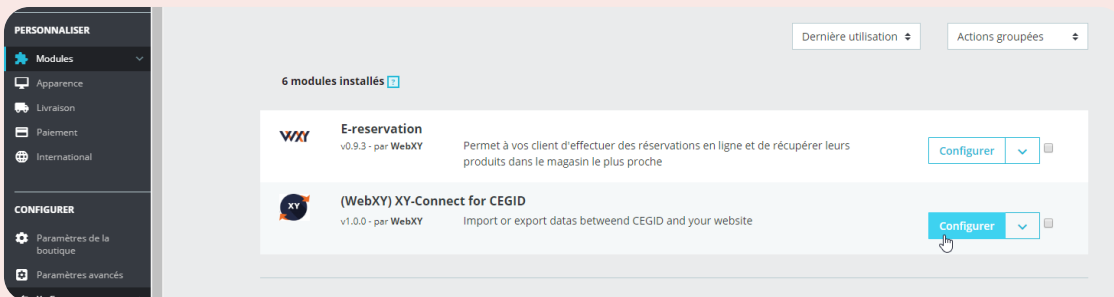 PERSONNALISER
Modules
Apparence
Livraison
Paiement
International
CONFIGURER
Paramètres de la
boutique
Paramètres avancés
Dernière utilisation
Actions groupées
6 modules installés ?
WXY
E-reservation
v0.9.3 - par WebXY
Permet à vos client d'effectuer des réservations en ligne et de récupérer leurs
produits dans le magasin le plus proche
Configurer
XY
(WebXY) XY-Connect for CEGID
v1.0.0 - par WebXY
Import or export datas betweend CEGID and your website
Configurer